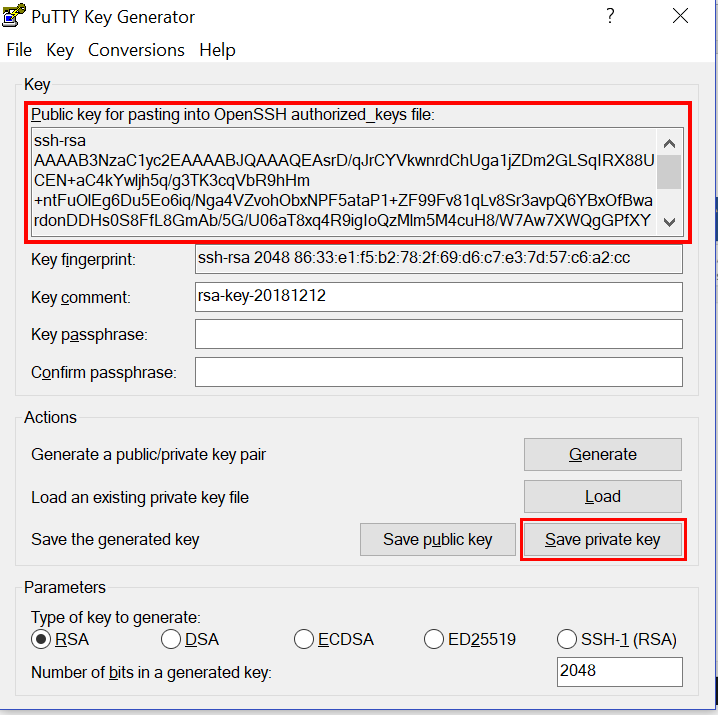 PuTTY Key Generator
File Key Conversions Help
Key
Public key for pasting into OpenSSH authorized_keys file:
ssh-rsa
AAAAB3NzaC1yc2EAAAABJQAAAQEAsrD/qJrCYVkwnrdChUga1jZDm2GLSqIRX88U
CEN+aC4kYwljh5q/g3TK3cqVbR9hHm
+ntFuOlEg6Du5Eo6iq/Nga4VZvohObxNPF5ataP1+ZF99Fv81qLv8Sr3avpQ6YBxOfBwa
rdonDDHs0S8FfL8GmAb/5G/U06aT8xq4R9igIoQzMlm5M4cuH8/W7Aw7XWQgGPfXY
Key fingerprint:
ssh-rsa 2048 86:33:e1:f5:b2:78:2f:69:d6:c7:e3:7d:57:c6:a2:cc
Key comment:
rsa-key-20181212
Key passphrase:
Confirm passphrase:
Actions
Generate a public/private key pair
Generate
Load an existing private key file
Load
Save the generated key
Save public key
Save private key
Parameters
Type of key to generate:
RSA DSA ECDSA ED25519 SSH-1 (RSA)
Number of bits in a generated key:
2048